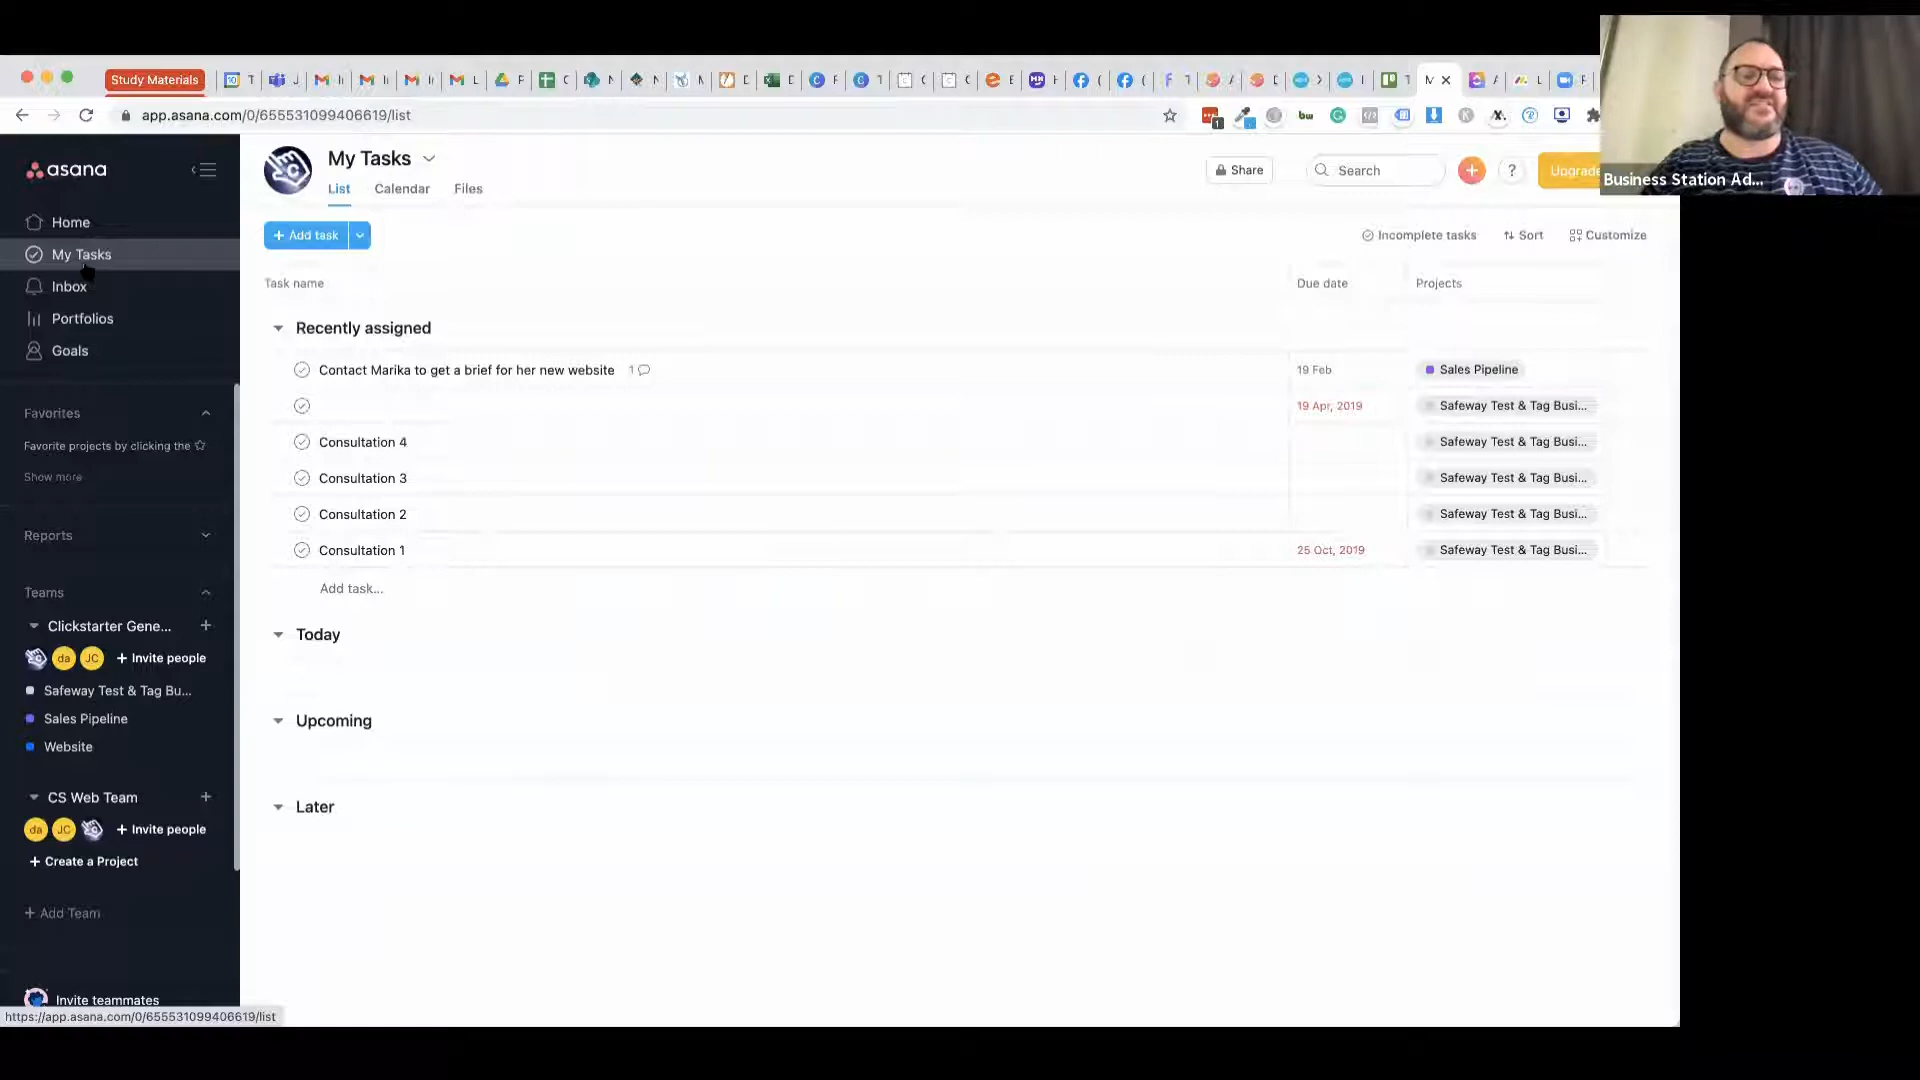 Study Materials
app.asana.com/0/655531099406619/list
Business Station Ad...
asana
Home
My Tasks
Inbox
Portfolios
Goals
Favorites
Favorite projects by clicking the
Show more
Reports
Teams
Clickstarter Gene...
da JC + Invite people
Safeway Test & Tag Bu...
Sales Pipeline
Website
CS Web Team
da JC + Invite people
+ Create a Project
+ Add Team
Invite teammates
https://app.asana.com/0/655531099406619/list
My Tasks
List Calendar Files
Share
Search
?
Upgrade
+ Add task
Incomplete tasks
Sort
Customize
Task name Due date Projects
Recently assigned
Contact Marika to get a brief for her new website 1 19 Feb Sales Pipeline
19 Apr, 2019 Safeway Test & Tag Busi...
Consultation 4 Safeway Test & Tag Busi...
Consultation 3 Safeway Test & Tag Busi...
Consultation 2 Safeway Test & Tag Busi...
Consultation 1 25 Oct, 2019 Safeway Test & Tag Busi...
Add task...
Today
Upcoming
Later